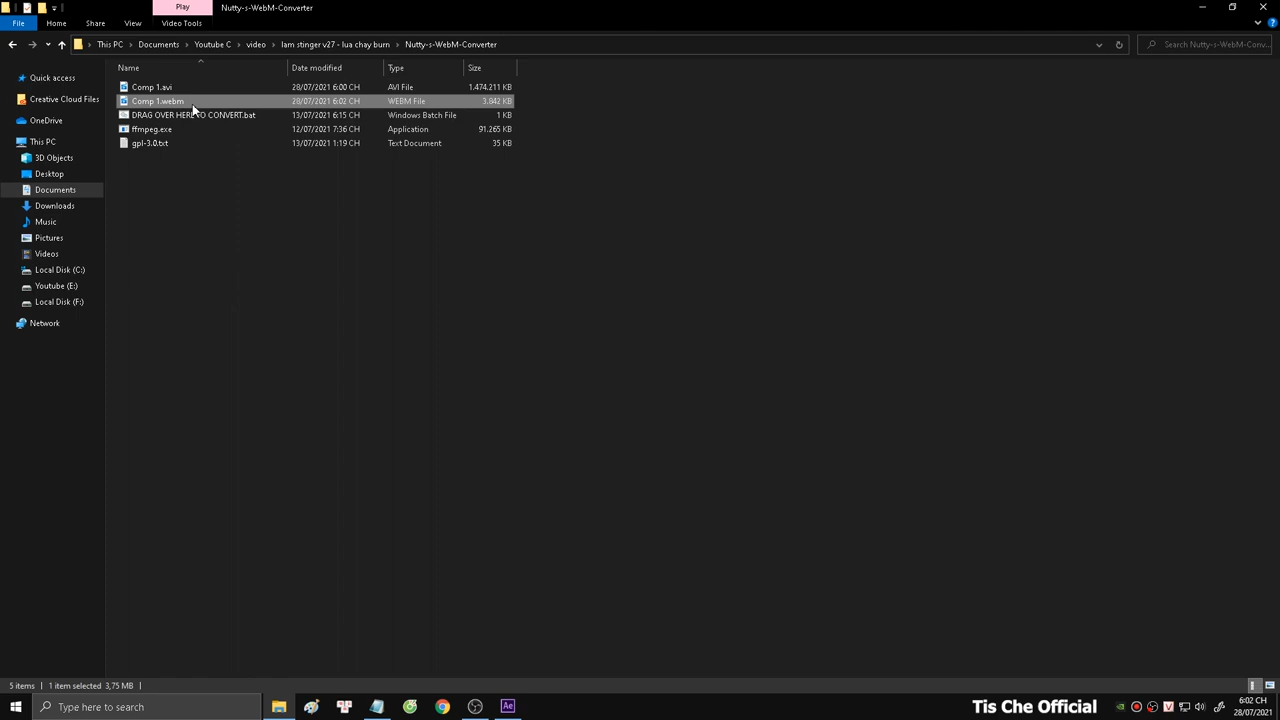 Play
Nutty-s-WebM-Converter
File Home Share View Video Tools
This PC Documents Youtube C video lam stinger v27 - lua chay burn Nutty-s-WebM-Converter
Search Nutty-s-WebM-Conv...
Name Date modified Type Size
Comp 1.avi 28/07/2021 6:00 CH AVI File 1.474.211 KB
Comp 1.webm 28/07/2021 6:02 CH WEBM File 3.842 KB
DRAG OVER HERE TO CONVERT.bat 13/07/2021 6:15 CH Windows Batch File 1 KB
ffmpeg.exe 12/07/2021 7:36 CH Application 91.265 KB
gpl-3.0.txt 13/07/2021 1:19 CH Text Document 35 KB
Quick access
Creative Cloud Files
OneDrive
This PC
3D Objects
Desktop
Documents
Downloads
Music
Pictures
Videos
Local Disk (C:)
Youtube (E:)
Local Disk (F:)
Network
5 items 1 item selected 3,75 MB
Type here to search
Ae
Tis Che Official
V
6:02 CH
28/07/2021